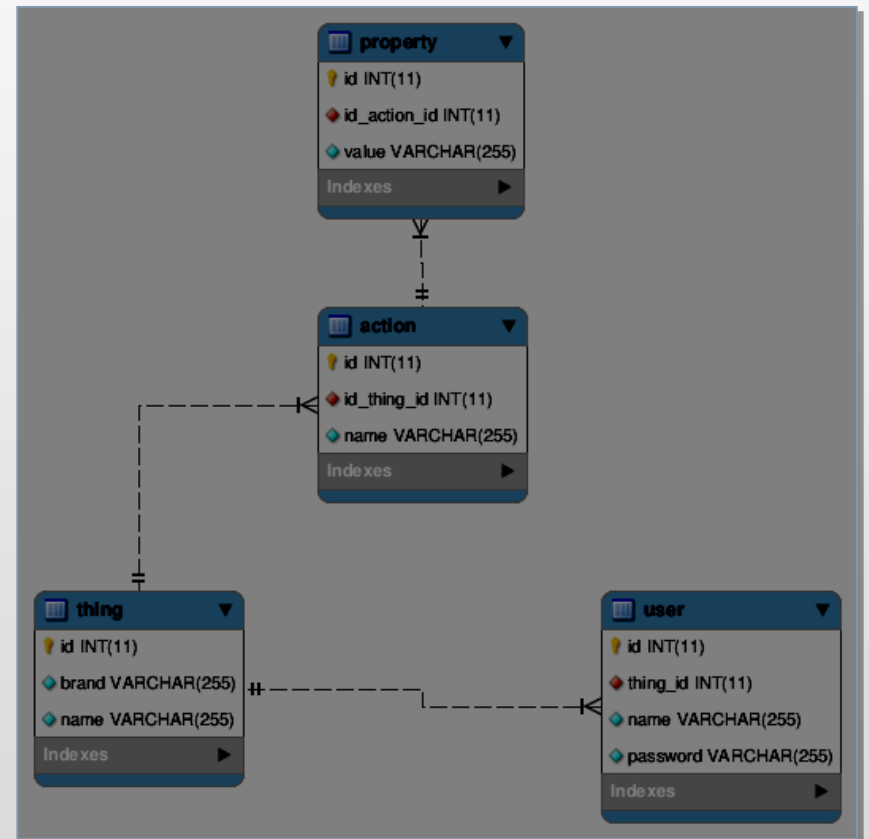 property
id INT(11)
id_action_id INT(11)
value VARCHAR(255)
Indexes
action
id INT(11)
id_thing_id INT(11)
name VARCHAR(255)
Indexes
thing
id INT(11)
brand VARCHAR(255)
name VARCHAR(255)
Indexes
user
id INT(11)
thing_id INT(11)
name VARCHAR(255)
password VARCHAR(255)
Indexes